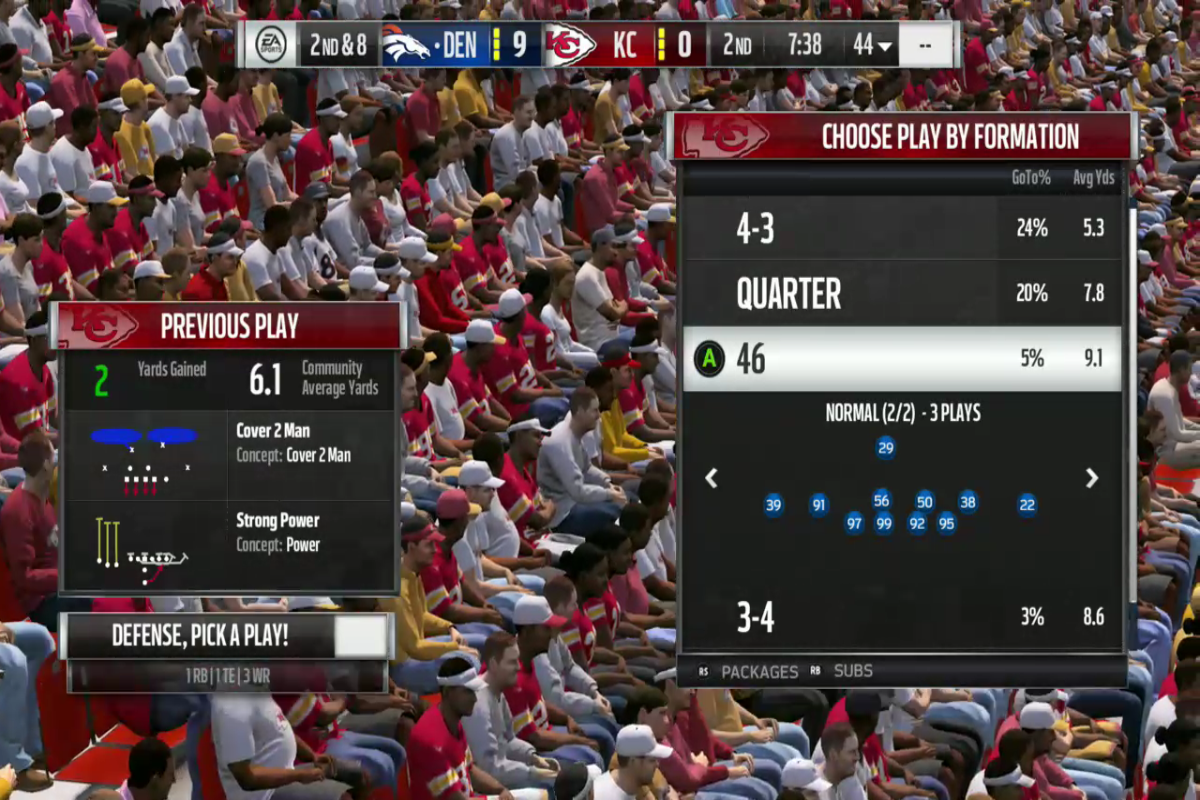 EA SPORTS 2ND & 8 · DEN 9 KC 0 2ND 7:38 44 --
CHOOSE PLAY BY FORMATION
GoTo% Avg Yds
4-3 24% 5.3
QUARTER 20% 7.8
A 46 5% 9.1
NORMAL (2/2) - 3 PLAYS
29
39 91 56 50 38 22
97 99 92 95
3-4 3% 8.6
RS PACKAGES RB SUBS
PREVIOUS PLAY
2 Yards Gained 6.1 Community
Average Yards
Cover 2 Man
Concept: Cover 2 Man
Strong Power
Concept: Power
DEFENSE, PICK A PLAY!
1 RB | 1 TE | 3 WR